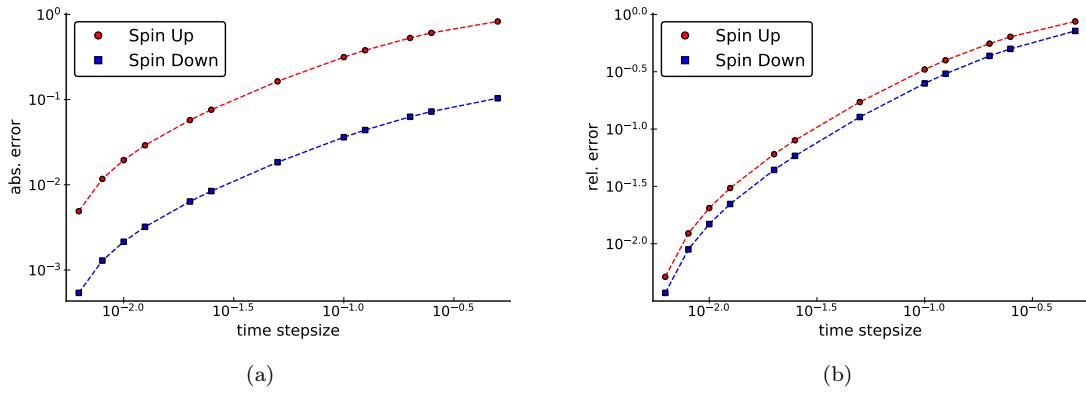 10^0
10^-1
10^-2
10^-3
abs. error
Spin Up
Spin Down
10^-2.0
10^-1.5
10^-1.0
10^-0.5
time stepsize
(a)
10^0.0
10^-0.5
10^-1.0
10^-1.5
10^-2.0
rel. error
Spin Up
Spin Down
10^-2.0
10^-1.5
10^-1.0
10^-0.5
time stepsize
(b)